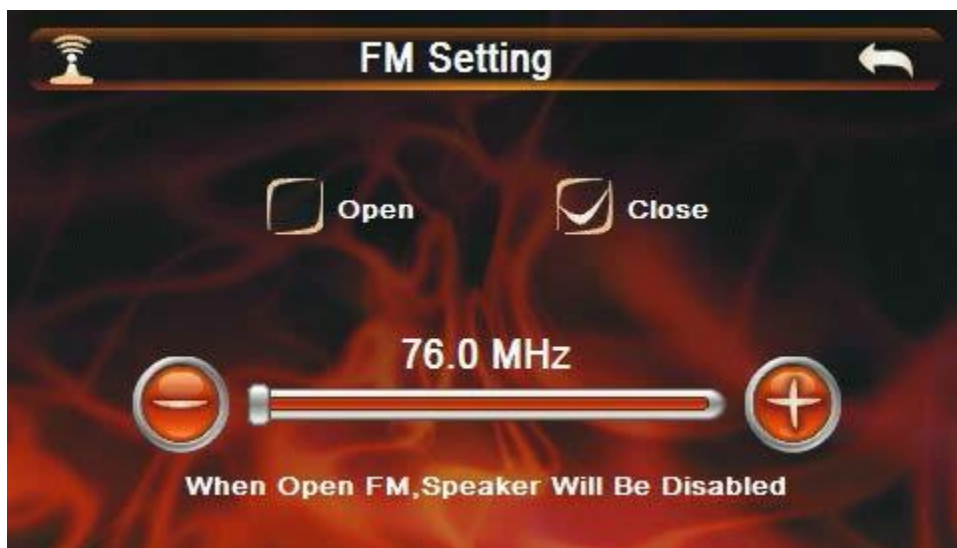 FM Setting
Open Close
76.0 MHz
When Open FM,Speaker Will Be Disabled